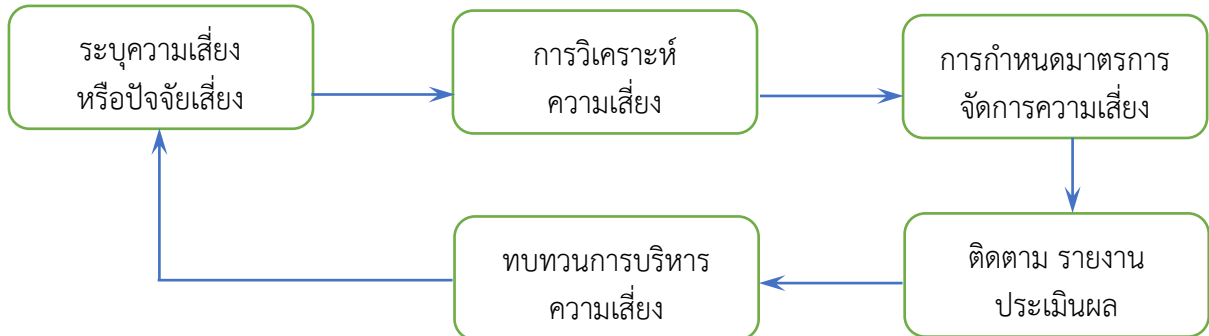 ระบุความเสี่ยง
หรือปัจจัยเสี่ยง
การวิเคราะห์
ความเสี่ยง
การกำหนดมาตรการ
จัดการความเสี่ยง
ติดตาม รายงาน
ประเมินผล
ทบทวนการบริหาร
ความเสี่ยง